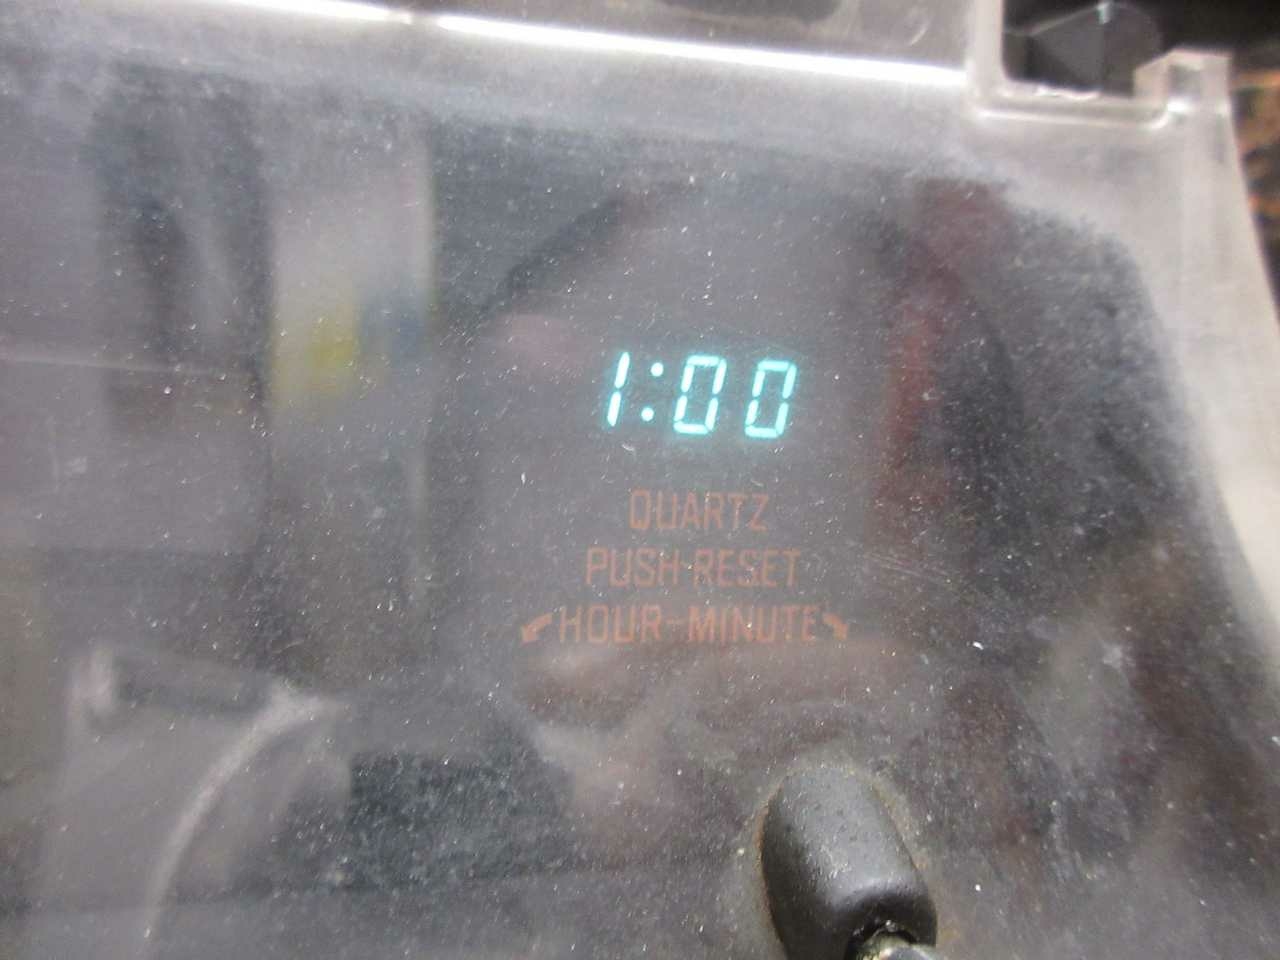 1:00
QUARTZ
PUSH-RESET
HOUR-MINUTE